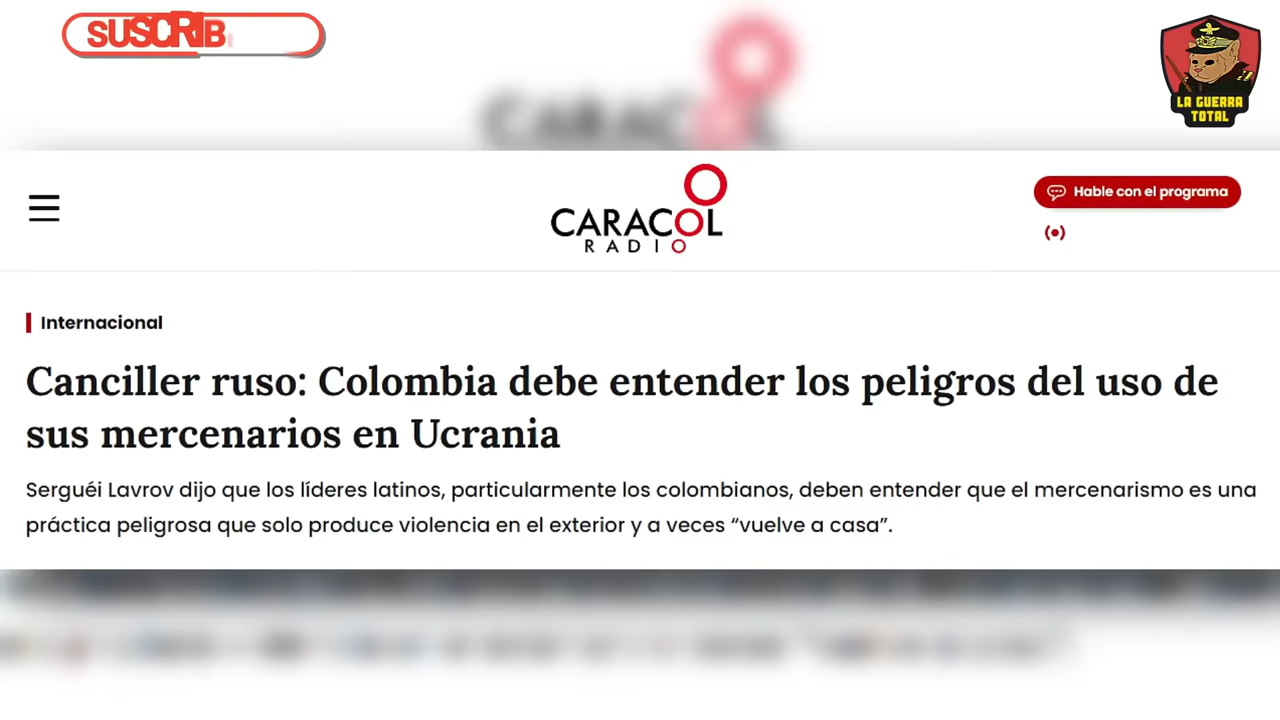 SUSCRIB
LA GUERRA
TOTAL
CARACOL
CARACOL
RADIO
Hable con el programa
Internacional
Canciller ruso: Colombia debe entender los peligros del uso de
sus mercenarios en Ucrania
Serguéi Lavrov dijo que los líderes latinos, particularmente los colombianos, deben entender que el mercenarismo es una
práctica peligrosa que solo produce violencia en el exterior y a veces “vuelve a casa”.